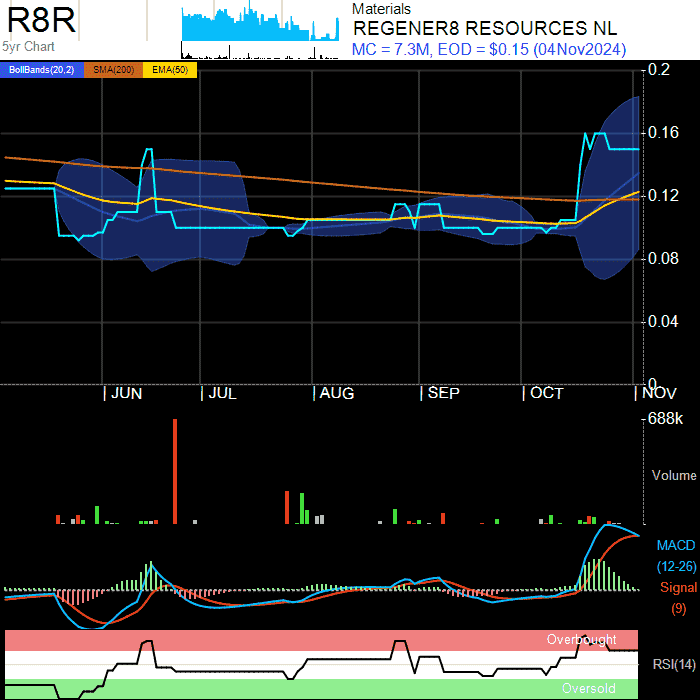 R8R
5yr Chart
Materials
REGENER8 RESOURCES NL
MC = 7.3M, EOD = $0.15 (04Nov2024)
BollBands(20,2) SMA(200) EMA(50)
0.2
0.16
0.12
0.08
0.04
0
JUN JUL AUG SEP OCT NOV
688k
Volume
MACD
(12-26)
Signal
(9)
Overbought
RSI(14)
Oversold